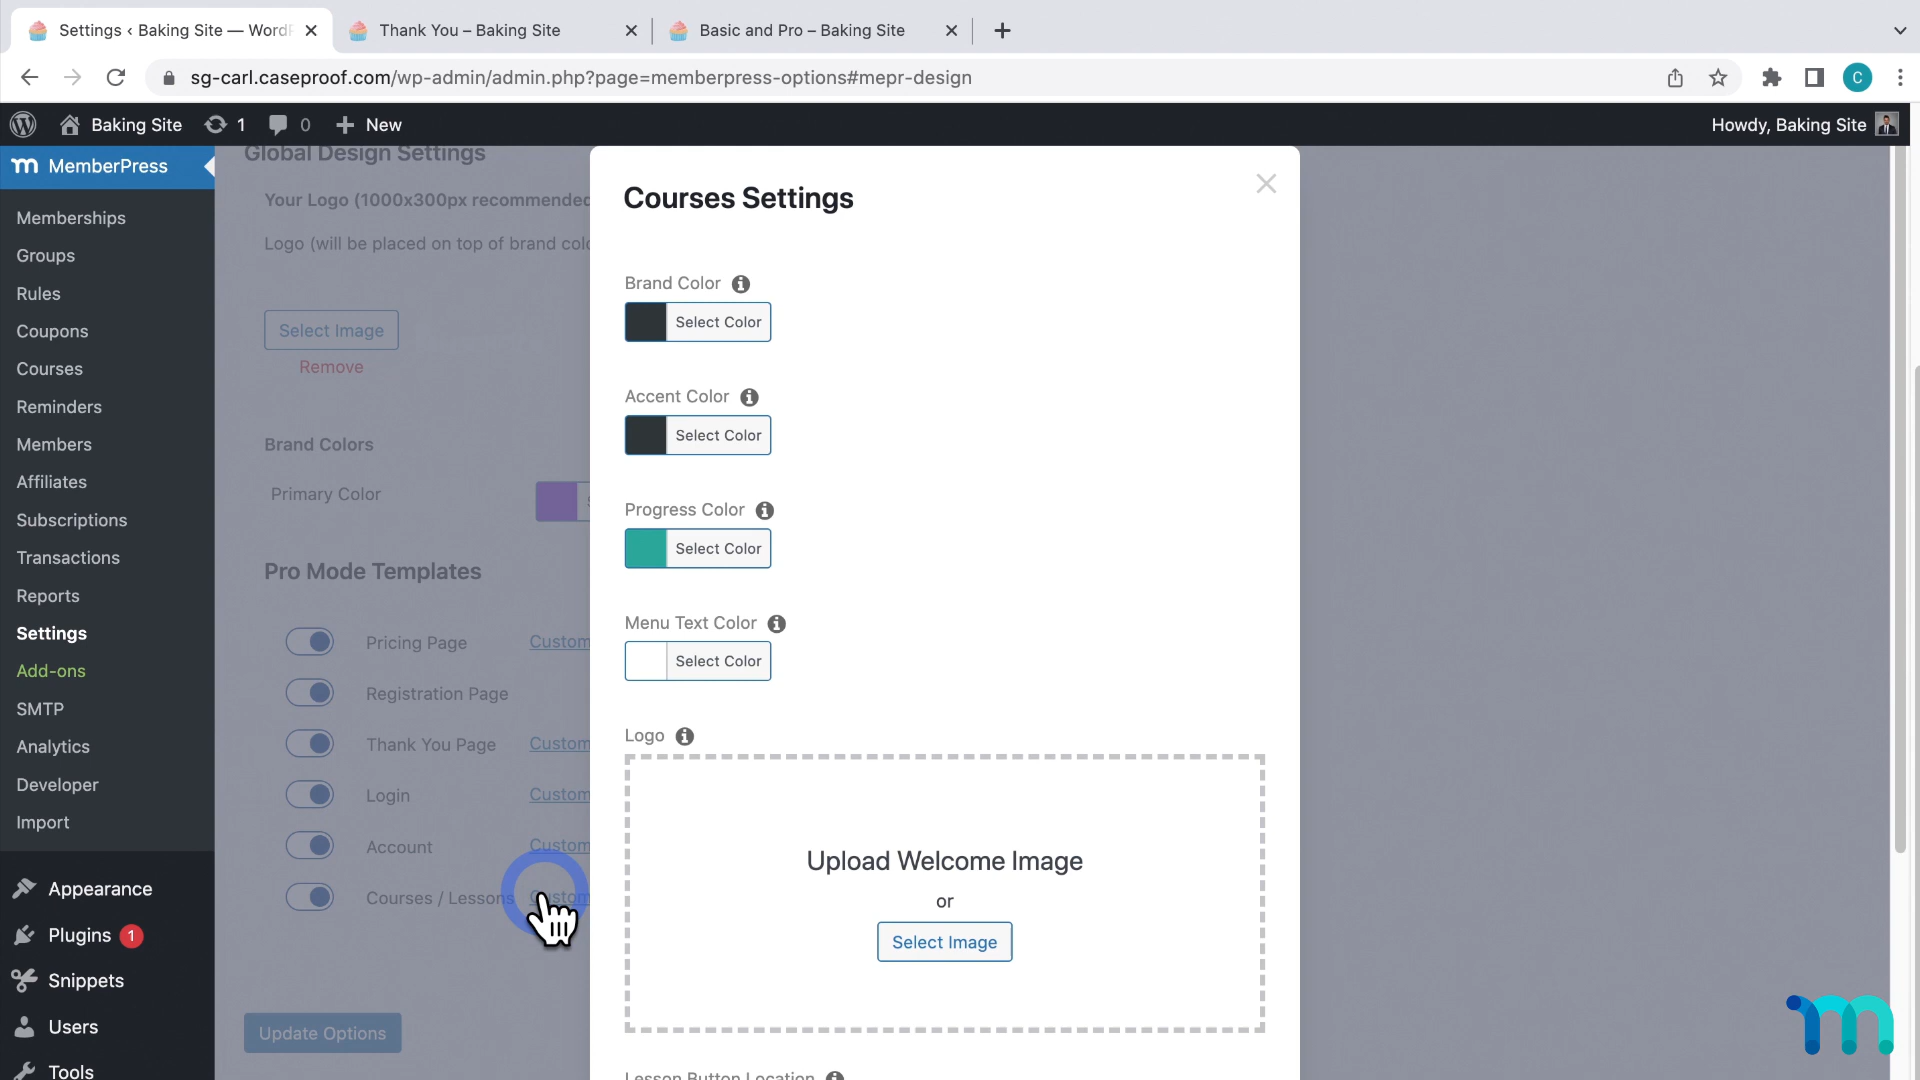 Settings ‹ Baking Site — WordP
Thank You – Baking Site
Basic and Pro – Baking Site
sg-carl.caseproof.com/wp-admin/admin.php?page=memberpress-options#mepr-design
C
Baking Site
1
0
New
Howdy, Baking Site
MemberPress
Memberships
Groups
Rules
Coupons
Courses
Reminders
Members
Affiliates
Subscriptions
Transactions
Reports
Settings
Add-ons
SMTP
Analytics
Developer
Import
Appearance
Plugins 1
Snippets
Users
Tools
Global Design Settings
Your Logo (1000x300px recommended
Logo (will be placed on top of brand colo
Select Image
Remove
Brand Colors
Primary Color
Pro Mode Templates
Pricing Page Custom
Registration Page
Thank You Page Custom
Login Custom
Account Custom
Courses / Lessons Custom
Update Options
Courses Settings
Brand Color
Select Color
Accent Color
Select Color
Progress Color
Select Color
Menu Text Color
Select Color
Logo
Upload Welcome Image
or
Select Image
Lesson Button Location